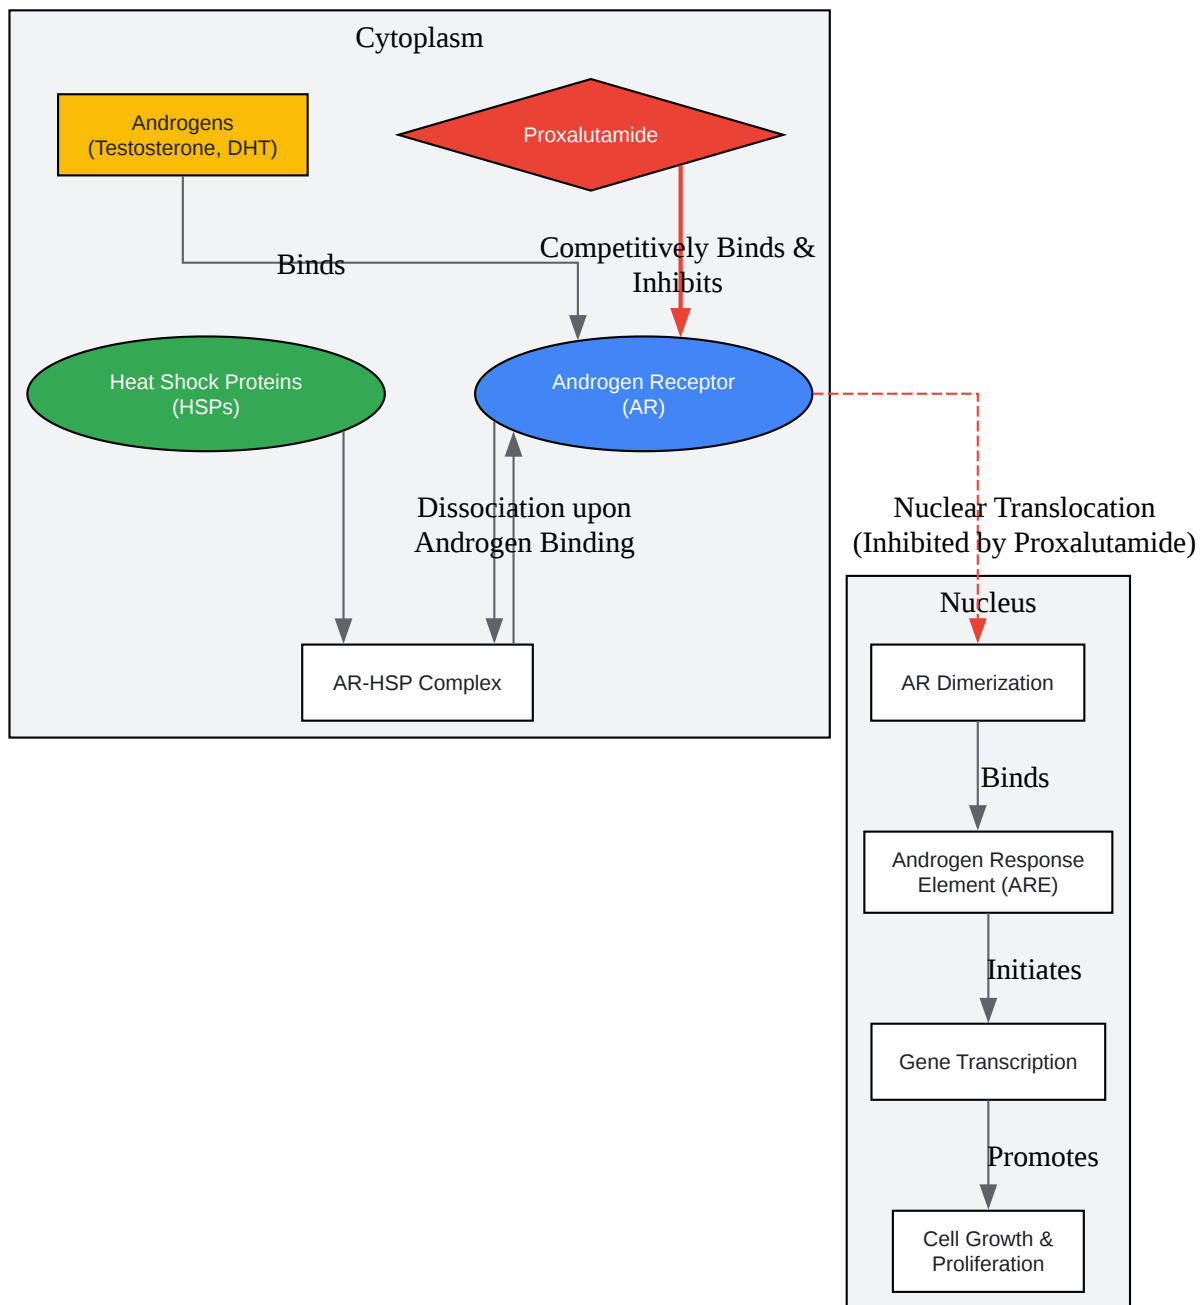 Cytoplasm
Androgens
(Testosterone, DHT)
Proxalutamide
Binds
Competitively Binds &
Inhibits
Heat Shock Proteins
(HSPs)
Androgen Receptor
(AR)
Dissociation upon
Androgen Binding
Nuclear Translocation
(Inhibited by Proxalutamide)
AR-HSP Complex
Nucleus
AR Dimerization
Binds
Androgen Response
Element (ARE)
Initiates
Gene Transcription
Promotes
Cell Growth &
Proliferation